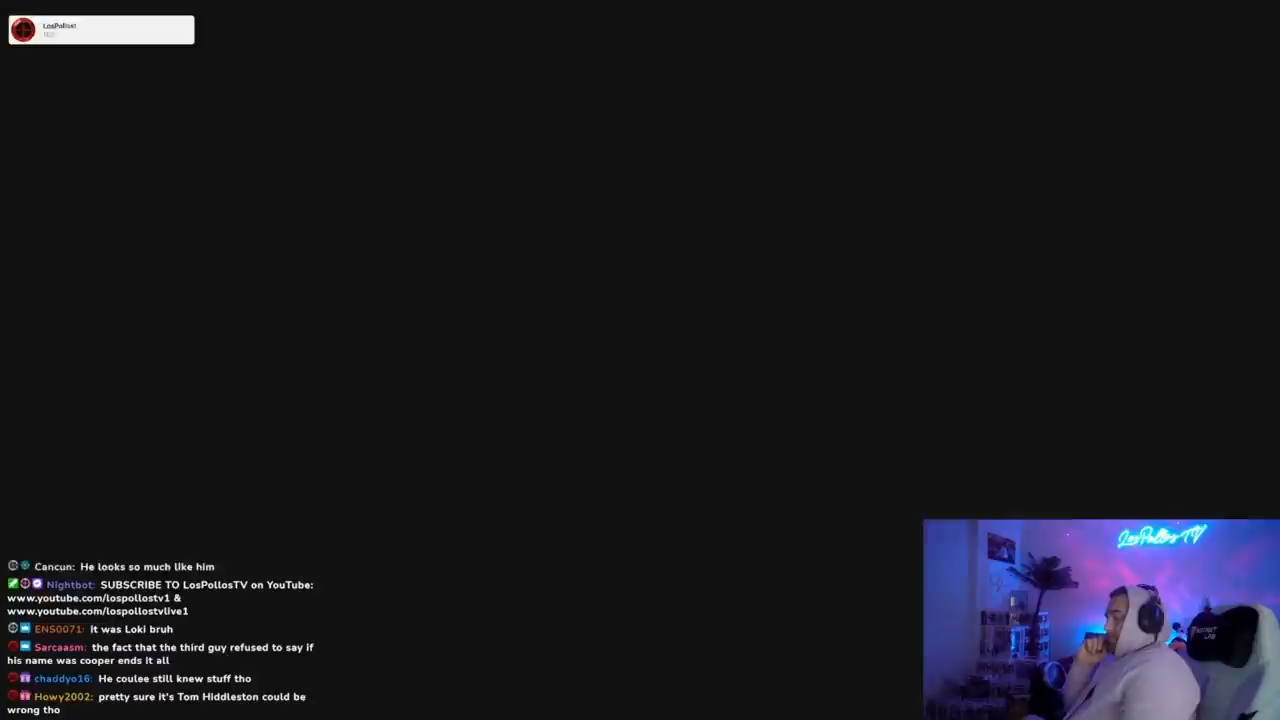 LosPollosTV
Cancun: He looks so much like him
Nightbot: SUBSCRIBE TO LosPollosTV on YouTube:
www.youtube.com/lospollostv1 &
www.youtube.com/lospollostvlive1
ENS0071: it was Loki bruh
Sarcaasm: the fact that the third guy refused to say if
his name was cooper ends it all
chaddyo16: He coulee still knew stuff tho
Howy2002: pretty sure it's Tom Hiddleston could be
wrong tho
LosPollos TV